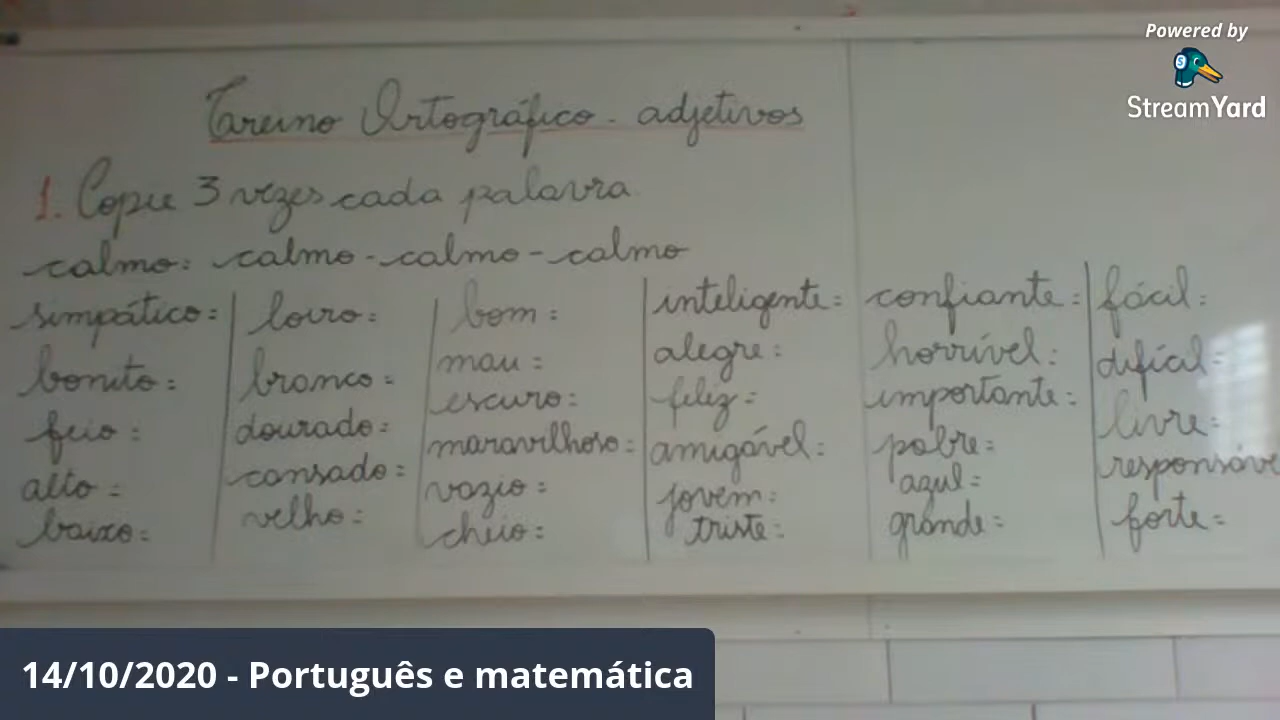 Powered by
StreamYard
Treino Ortográfico - adjetivos
1. Copie 3 vezes cada palavra
calmo: calmo - calmo - calmo
simpático:
bonito:
feio:
alto:
baixo:
loiro:
branco:
dourado:
cansado:
velho:
bom:
mau:
escuro:
maravilhoso:
vazio:
cheio:
inteligente:
alegre:
feliz:
amigável:
jovem:
triste:
confiante:
horrível:
importante:
pobre:
azul:
grande:
fácil:
difícil:
livre:
responsáve
forte:
14/10/2020 - Português e matemática